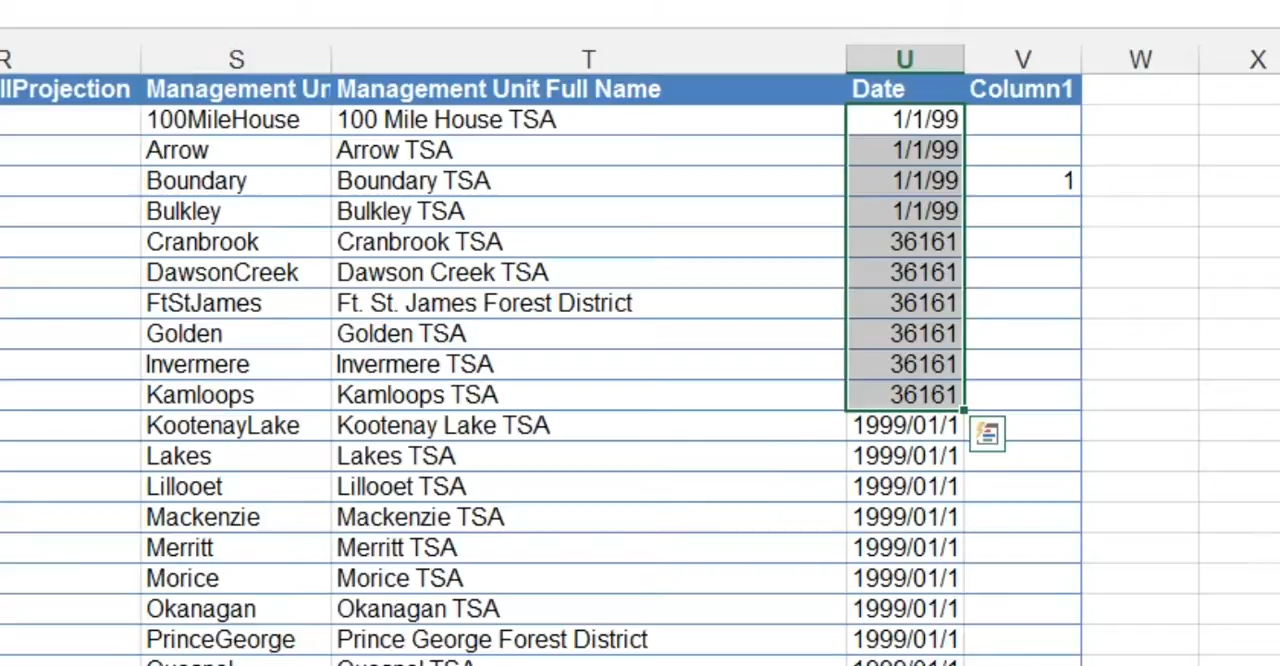 R S T U V W X
llProjection Management Ur Management Unit Full Name Date Column1
100MileHouse 100 Mile House TSA 1/1/99
Arrow Arrow TSA 1/1/99
Boundary Boundary TSA 1/1/99 1
Bulkley Bulkley TSA 1/1/99
Cranbrook Cranbrook TSA 36161
DawsonCreek Dawson Creek TSA 36161
FtStJames Ft. St. James Forest District 36161
Golden Golden TSA 36161
Invermere Invermere TSA 36161
Kamloops Kamloops TSA 36161
KootenayLake Kootenay Lake TSA 1999/01/1
Lakes Lakes TSA 1999/01/1
Lillooet Lillooet TSA 1999/01/1
Mackenzie Mackenzie TSA 1999/01/1
Merritt Merritt TSA 1999/01/1
Morice Morice TSA 1999/01/1
Okanagan Okanagan TSA 1999/01/1
PrinceGeorge Prince George Forest District 1999/01/1